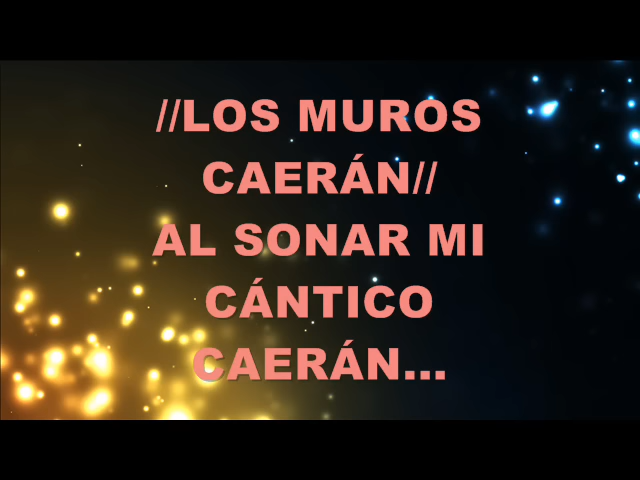 //LOS MUROS
CAERÁN//
AL SONAR MI
CÁNTICO
CAERÁN...